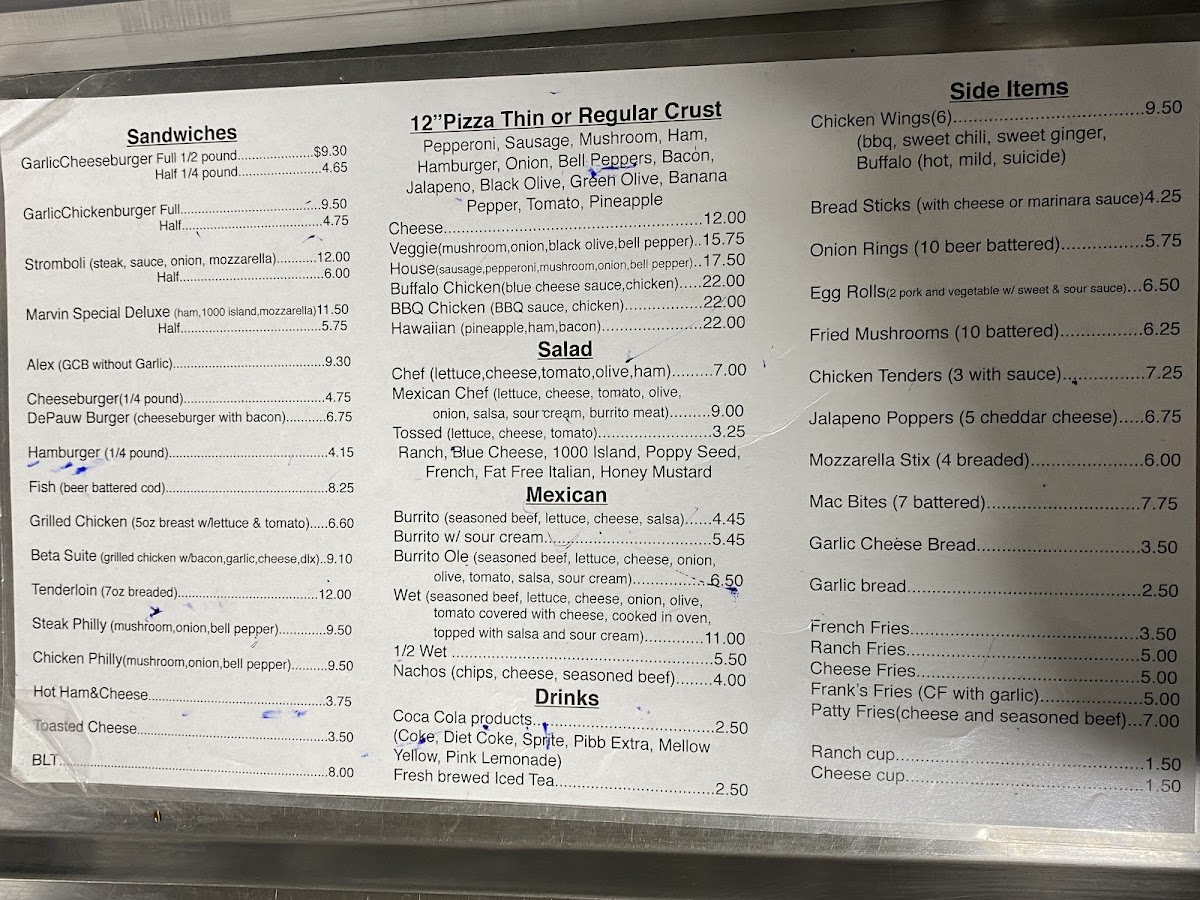 Sandwiches
GarlicCheeseburger Full 1/2 pound.....................$9.30
Half 1/4 pound.......................4.65
GarlicChickenburger Full.......................................9.50
Half.......................................4.75
Stromboli (steak, sauce, onion, mozzarella)...........12.00
Half.......................................6.00
Marvin Special Deluxe (ham,1000 island,mozzarella)11.50
Half.......................................5.75
Alex (GCB without Garlic)..........................................9.30
Cheeseburger(1/4 pound).......................................4.75
DePauw Burger (cheeseburger with bacon)...........6.75
Hamburger (1/4 pound)...........................................4.15
Fish (beer battered cod)............................................8.25
Grilled Chicken (5oz breast w/lettuce & tomato).....6.60
Beta Suite (grilled chicken w/bacon,garlic,cheese,dlx)..9.10
Tenderloin (7oz breaded).......................................12.00
Steak Philly (mushroom,onion,bell pepper).............9.50
Chicken Philly(mushroom,onion,bell pepper)..........9.50
Hot Ham&Cheese.................................................3.75
Toasted Cheese...................................................3.50
BLT......................................................................8.00
12"Pizza Thin or Regular Crust
Pepperoni, Sausage, Mushroom, Ham,
Hamburger, Onion, Bell Peppers, Bacon,
Jalapeno, Black Olive, Green Olive, Banana
Pepper, Tomato, Pineapple
Cheese....................................................12.00
Veggie(mushroom,onion,black olive,bell pepper)..15.75
House(sausage,pepperoni,mushroom,onion,bell pepper)..17.50
Buffalo Chicken(blue cheese sauce,chicken).....22.00
BBQ Chicken (BBQ sauce, chicken)................22.00
Hawaiian (pineapple,ham,bacon)....................22.00
Salad
Chef (lettuce,cheese,tomato,olive,ham).........7.00
Mexican Chef (lettuce, cheese, tomato, olive,
onion, salsa, sour cream, burrito meat).........9.00
Tossed (lettuce, cheese, tomato).........................3.25
Ranch, Blue Cheese, 1000 Island, Poppy Seed,
French, Fat Free Italian, Honey Mustard
Mexican
Burrito (seasoned beef, lettuce, cheese, salsa)......4.45
Burrito w/ sour cream....................................5.45
Burrito Ole (seasoned beef, lettuce, cheese, onion,
olive, tomato, salsa, sour cream)................6.50
Wet (seasoned beef, lettuce, cheese, onion, olive,
tomato covered with cheese, cooked in oven,
topped with salsa and sour cream).............11.00
1/2 Wet .......................................................5.50
Nachos (chips, cheese, seasoned beef)........4.00
Drinks
Coca Cola products.......................................2.50
(Coke, Diet Coke, Sprite, Pibb Extra, Mellow
Yellow, Pink Lemonade)
Fresh brewed Iced Tea..................................2.50
Side Items
Chicken Wings(6)....................................9.50
(bbq, sweet chili, sweet ginger,
Buffalo (hot, mild, suicide)
Bread Sticks (with cheese or marinara sauce)4.25
Onion Rings (10 beer battered)................5.75
Egg Rolls(2 pork and vegetable w/ sweet & sour sauce)...6.50
Fried Mushrooms (10 battered)................6.25
Chicken Tenders (3 with sauce)................7.25
Jalapeno Poppers (5 cheddar cheese).....6.75
Mozzarella Stix (4 breaded).....................6.00
Mac Bites (7 battered)............................7.75
Garlic Cheese Bread...............................3.50
Garlic bread............................................2.50
French Fries............................................3.50
Ranch Fries.............................................5.00
Cheese Fries...........................................5.00
Frank's Fries (CF with garlic)...................5.00
Patty Fries(cheese and seasoned beef)...7.00
Ranch cup...............................................1.50
Cheese cup.............................................1.50